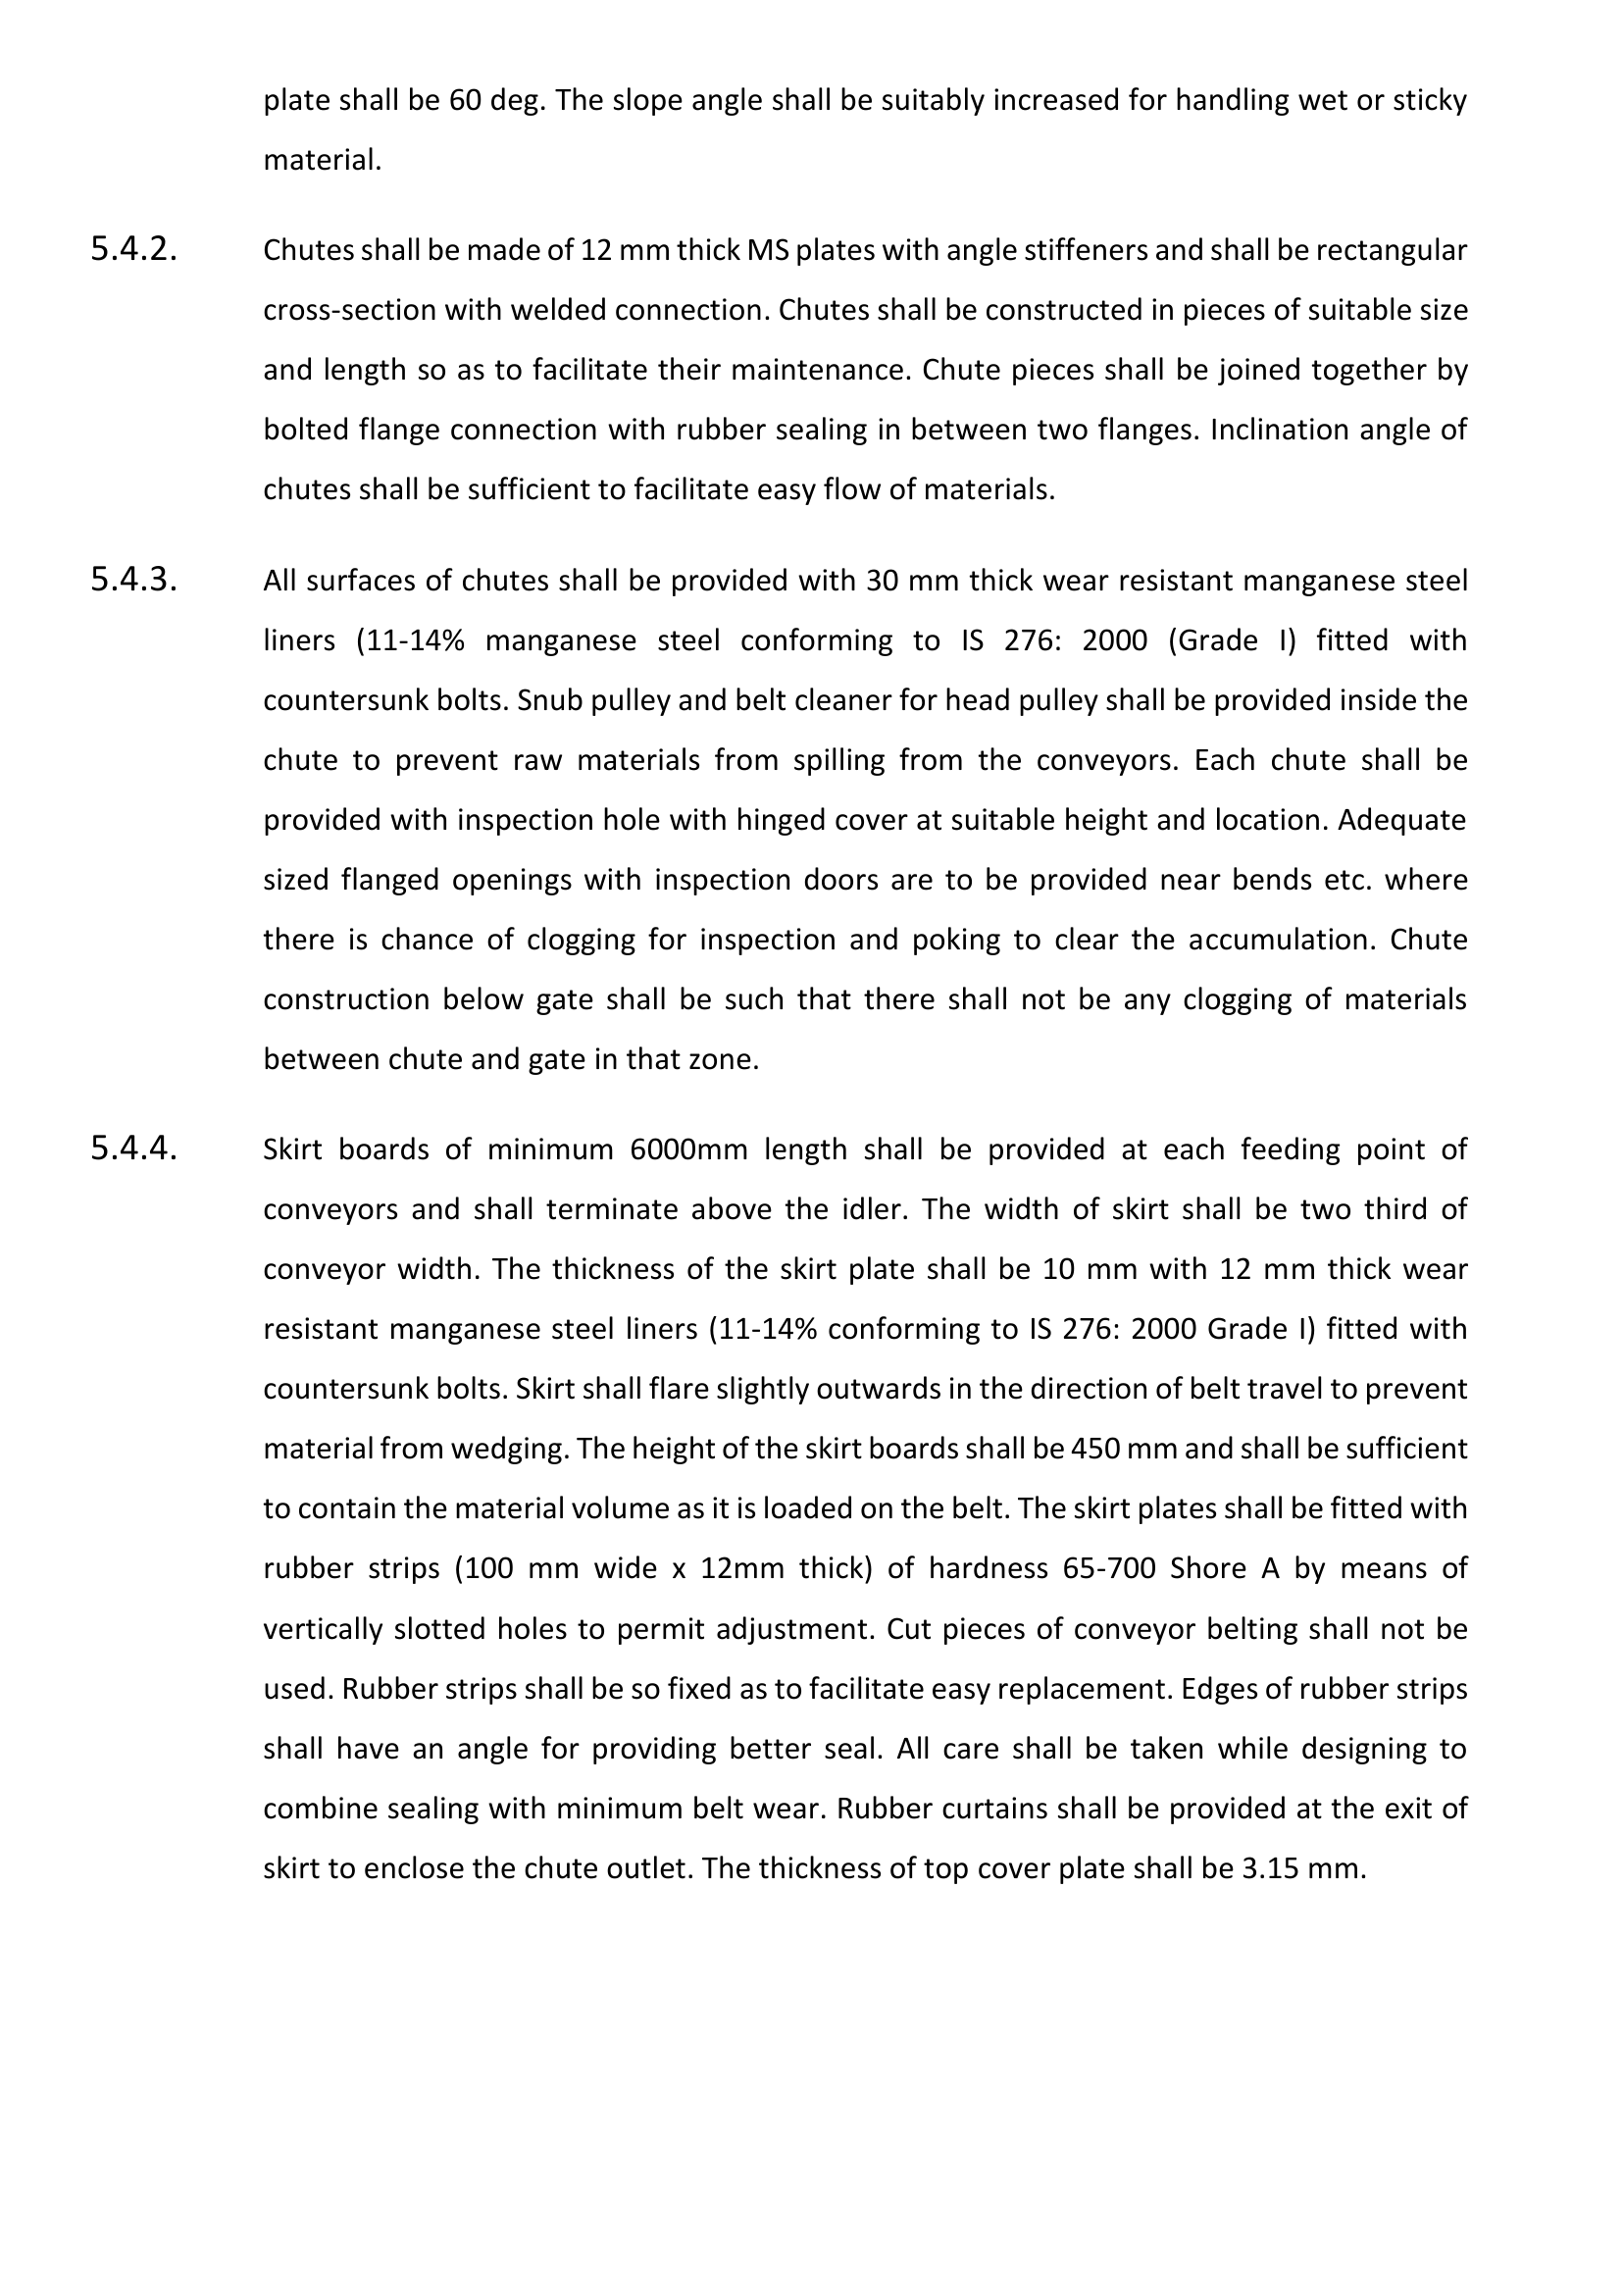 plate shall be 60 deg. The slope angle shall be suitably increased for handling wet or sticky
material.
5.4.2. Chutes shall be made of 12 mm thick MS plates with angle stiffeners and shall be rectangular
cross-section with welded connection. Chutes shall be constructed in pieces of suitable size
and length so as to facilitate their maintenance. Chute pieces shall be joined together by
bolted flange connection with rubber sealing in between two flanges. Inclination angle of
chutes shall be sufficient to facilitate easy flow of materials.
5.4.3. All surfaces of chutes shall be provided with 30 mm thick wear resistant manganese steel
liners (11-14% manganese steel conforming to IS 276: 2000 (Grade I) fitted with
countersunk bolts. Snub pulley and belt cleaner for head pulley shall be provided inside the
chute to prevent raw materials from spilling from the conveyors. Each chute shall be
provided with inspection hole with hinged cover at suitable height and location. Adequate
sized flanged openings with inspection doors are to be provided near bends etc. where
there is chance of clogging for inspection and poking to clear the accumulation. Chute
construction below gate shall be such that there shall not be any clogging of materials
between chute and gate in that zone.
5.4.4. Skirt boards of minimum 6000mm length shall be provided at each feeding point of
conveyors and shall terminate above the idler. The width of skirt shall be two third of
conveyor width. The thickness of the skirt plate shall be 10 mm with 12 mm thick wear
resistant manganese steel liners (11-14% conforming to IS 276: 2000 Grade I) fitted with
countersunk bolts. Skirt shall flare slightly outwards in the direction of belt travel to prevent
material from wedging. The height of the skirt boards shall be 450 mm and shall be sufficient
to contain the material volume as it is loaded on the belt. The skirt plates shall be fitted with
rubber strips (100 mm wide x 12mm thick) of hardness 65-700 Shore A by means of
vertically slotted holes to permit adjustment. Cut pieces of conveyor belting shall not be
used. Rubber strips shall be so fixed as to facilitate easy replacement. Edges of rubber strips
shall have an angle for providing better seal. All care shall be taken while designing to
combine sealing with minimum belt wear. Rubber curtains shall be provided at the exit of
skirt to enclose the chute outlet. The thickness of top cover plate shall be 3.15 mm.